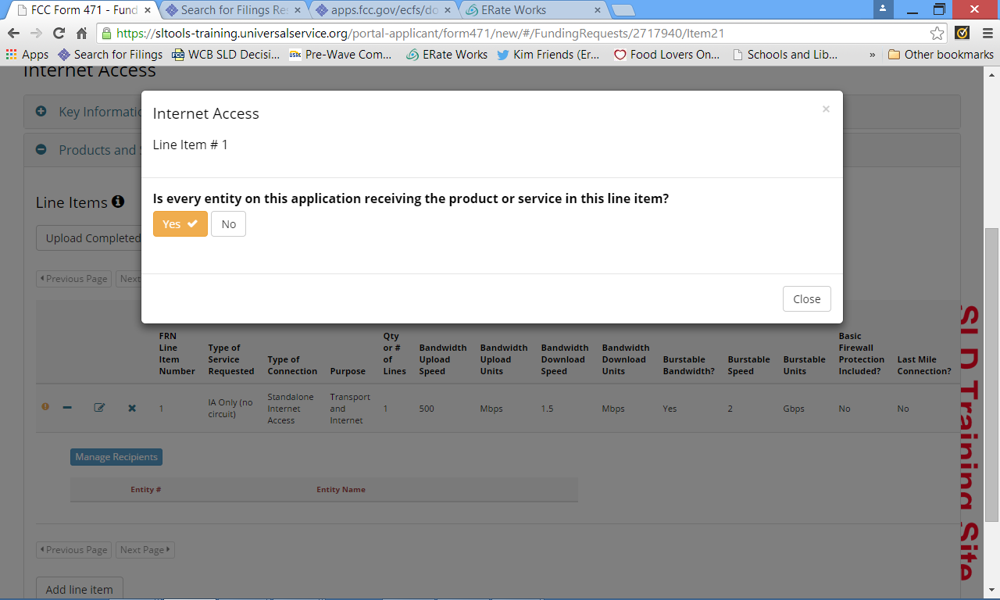 FCC Form 471 - Fund
Search for Filings Res
apps.fcc.gov/ecfs/do
ERate Works
https://sltools-training.universalservice.org/portal-applicant/form471/new/#/FundingRequests/2717940/Item21
Apps
Search for Filings
WCB SLD Decisi...
Pre-Wave Com...
ERate Works
Kim Friends (Er...
Food Lovers On...
Schools and Lib...
»
Other bookmarks
Internet Access
Key Informatio
Products and S
Internet Access
×
Line Item # 1
Is every entity on this application receiving the product or service in this line item?
Yes
No
Close
Line Items
Upload Completed
Previous Page
Next
FRN Line Item Number
Type of Service Requested
Type of Connection
Purpose
Qty or # of Lines
Bandwidth Upload Speed
Bandwidth Upload Units
Bandwidth Download Speed
Bandwidth Download Units
Burstable Bandwidth?
Burstable Speed
Burstable Units
Basic Firewall Protection Included?
Last Mile Connection?
1
IA Only (no circuit)
Standalone Internet Access
Transport and Internet
1
500
Mbps
1.5
Mbps
Yes
2
Gbps
No
No
Manage Recipients
Entity #
Entity Name
Previous Page
Next Page
Add line item
SLD Training Site